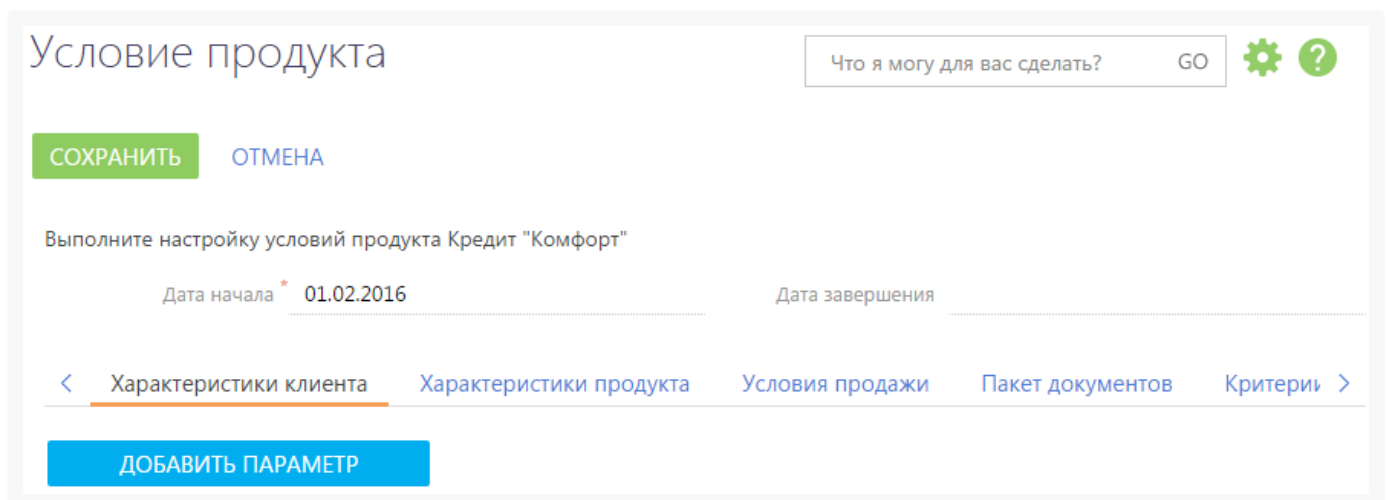 Условие продукта
Что я могу для вас сделать? GO
СОХРАНИТЬ ОТМЕНА
Выполните настройку условий продукта Кредит "Комфорт"
Дата начала * 01.02.2016 Дата завершения
Характеристики клиента Характеристики продукта Условия продажи Пакет документов Критерии
ДОБАВИТЬ ПАРАМЕТР